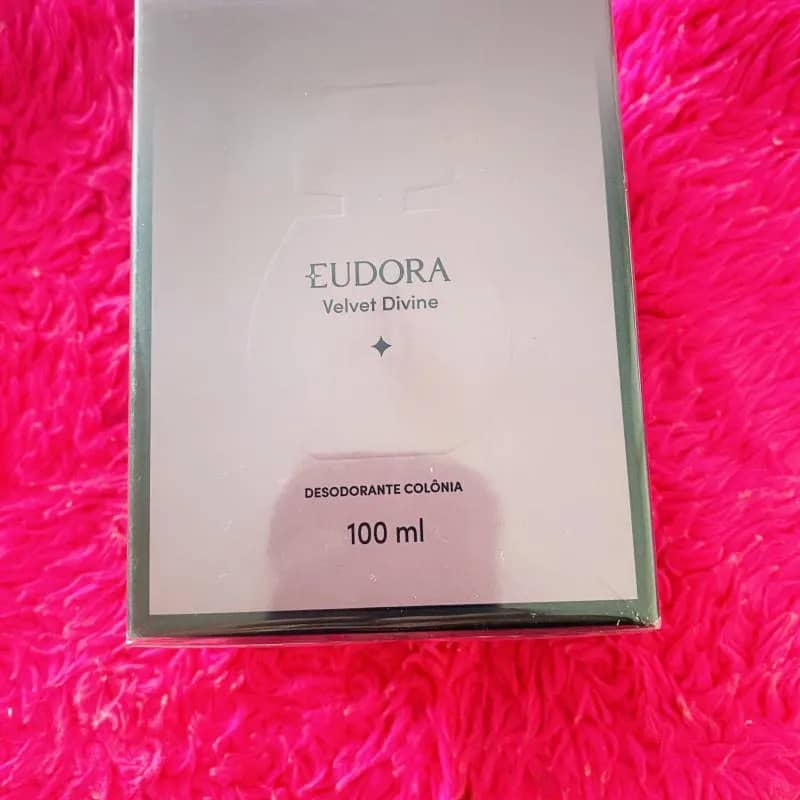 EUDORA
Velvet Divine
DESODORANTE COLÔNIA
100 ml